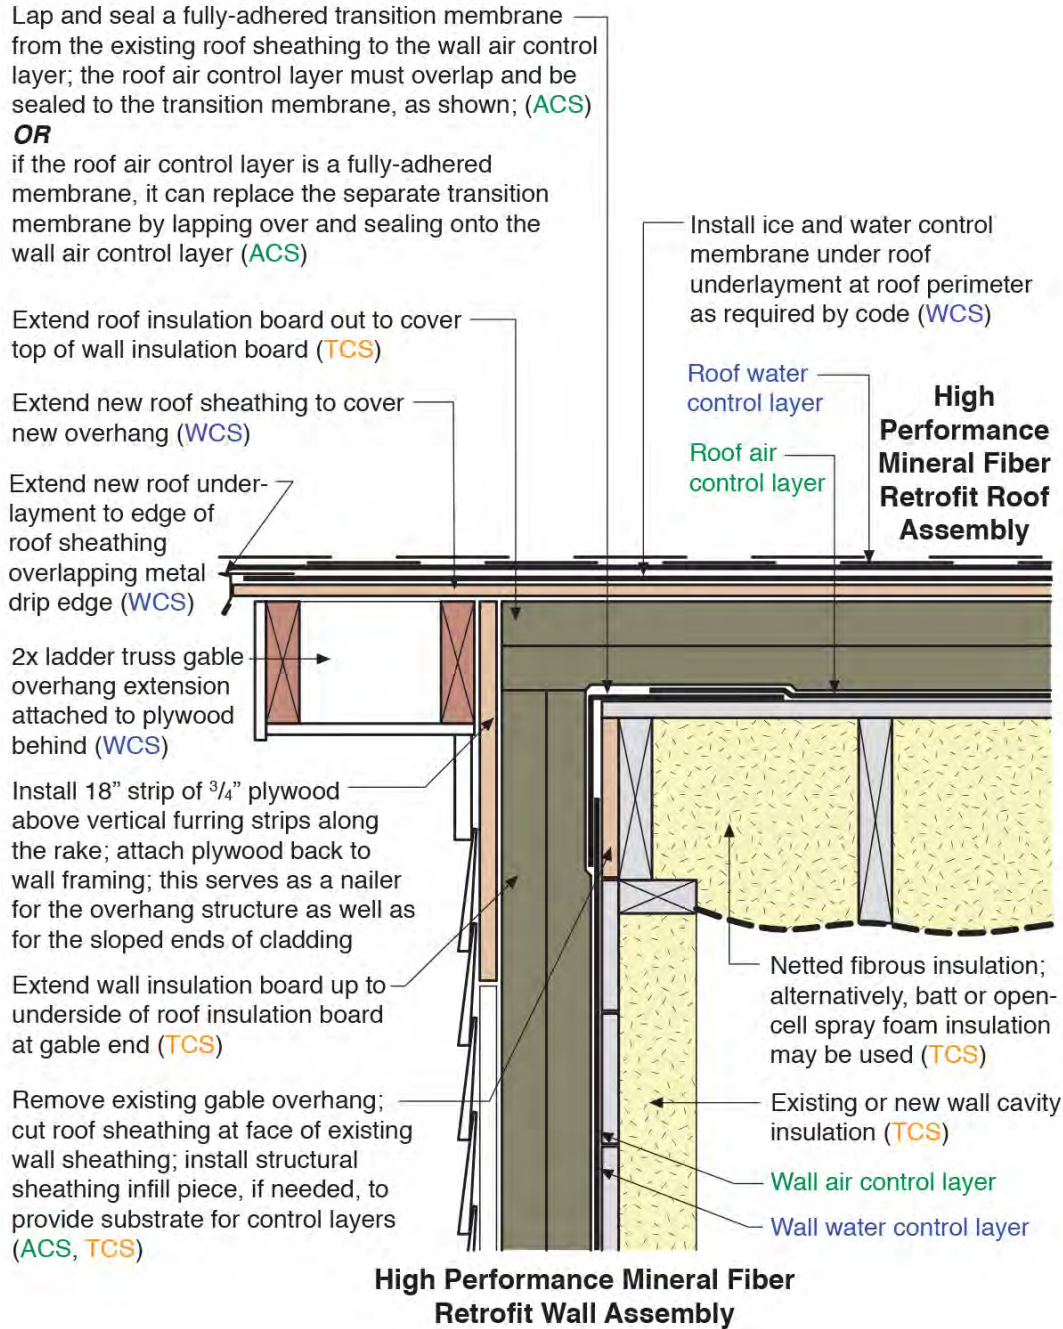 Lap and seal a fully-adhered transition membrane
from the existing roof sheathing to the wall air control
layer; the roof air control layer must overlap and be
sealed to the transition membrane, as shown; (ACS)
OR
if the roof air control layer is a fully-adhered
membrane, it can replace the separate transition
membrane by lapping over and sealing onto the
wall air control layer (ACS)
Install ice and water control
membrane under roof
underlayment at roof perimeter
as required by code (WCS)
Extend roof insulation board out to cover
top of wall insulation board (TCS)
Roof water
control layer
High
Performance
Mineral Fiber
Retrofit Roof
Assembly
Extend new roof sheathing to cover
new overhang (WCS)
Roof air
control layer
Extend new roof under-
layment to edge of
roof sheathing
overlapping metal
drip edge (WCS)
2x ladder truss gable
overhang extension
attached to plywood
behind (WCS)
Install 18” strip of 3/4” plywood
above vertical furring strips along
the rake; attach plywood back to
wall framing; this serves as a nailer
for the overhang structure as well as
for the sloped ends of cladding
Extend wall insulation board up to
underside of roof insulation board
at gable end (TCS)
Netted fibrous insulation;
alternatively, batt or open-
cell spray foam insulation
may be used (TCS)
Remove existing gable overhang;
cut roof sheathing at face of existing
wall sheathing; install structural
sheathing infill piece, if needed, to
provide substrate for control layers
(ACS, TCS)
Existing or new wall cavity
insulation (TCS)
Wall air control layer
Wall water control layer
High Performance Mineral Fiber
Retrofit Wall Assembly